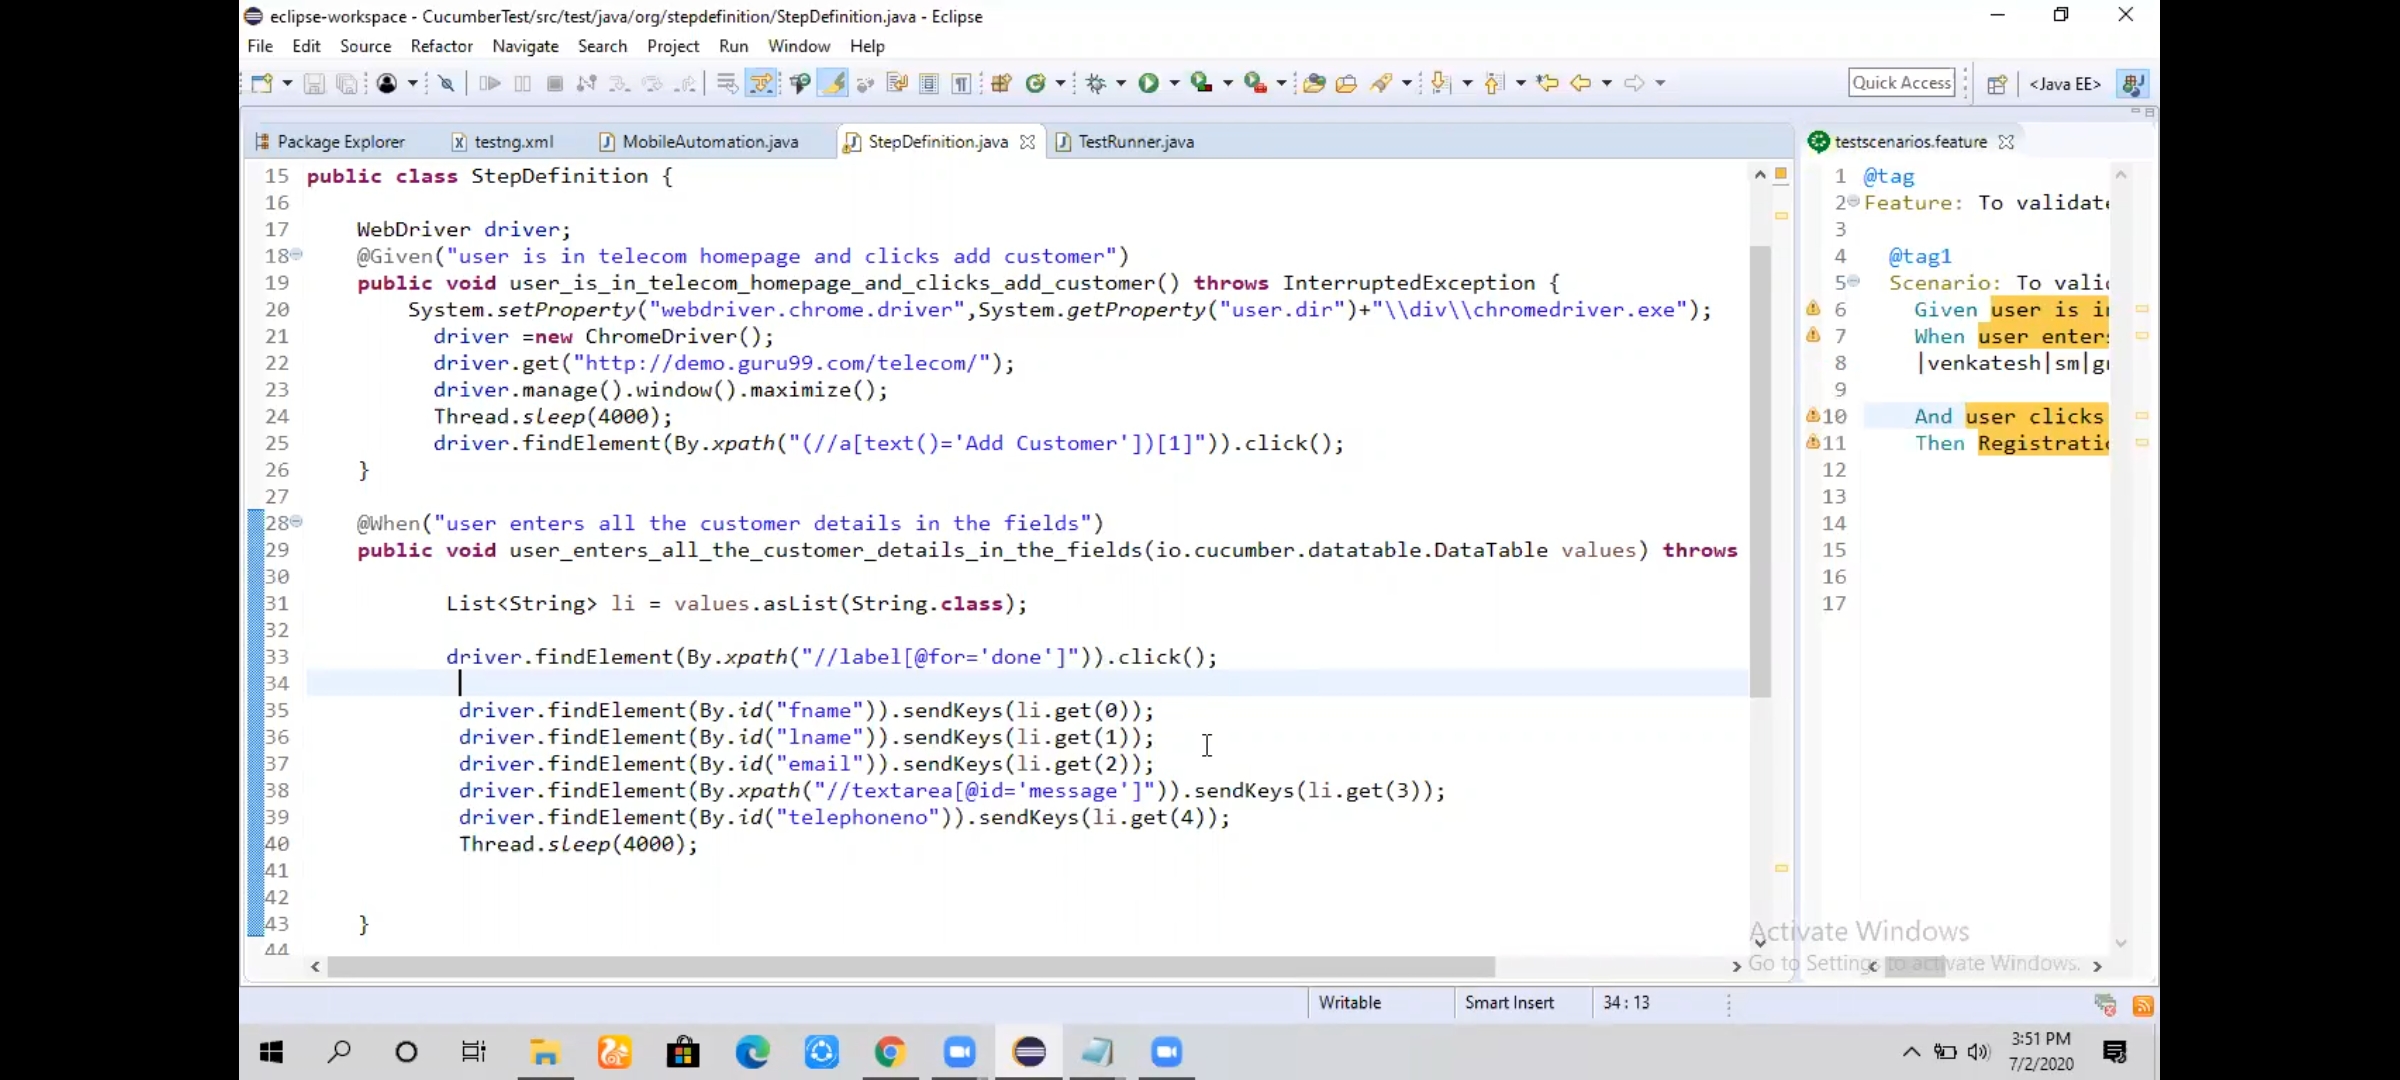 eclipse-workspace - CucumberTest/src/test/java/org/stepdefinition/StepDefinition.java - Eclipse
File Edit Source Refactor Navigate Search Project Run Window Help
Quick Access <Java EE>
Package Explorer testng.xml MobileAutomation.java StepDefinition.java TestRunner.java
15 public class StepDefinition {
16
17 WebDriver driver;
18 @Given("user is in telecom homepage and clicks add customer")
19 public void user_is_in_telecom_homepage_and_clicks_add_customer() throws InterruptedException {
20 System.setProperty("webdriver.chrome.driver",System.getProperty("user.dir")+"\\div\\chromedriver.exe");
21 driver =new ChromeDriver();
22 driver.get("http://demo.guru99.com/telecom/");
23 driver.manage().window().maximize();
24 Thread.sleep(4000);
25 driver.findElement(By.xpath("(//a[text()='Add Customer'])[1]")).click();
26 }
27
28 @When("user enters all the customer details in the fields")
29 public void user_enters_all_the_customer_details_in_the_fields(io.cucumber.datatable.DataTable values) throws
30
31 List<String> li = values.asList(String.class);
32
33 driver.findElement(By.xpath("//label[@for='done']")).click();
34
35 driver.findElement(By.id("fname")).sendKeys(li.get(0));
36 driver.findElement(By.id("lname")).sendKeys(li.get(1));
37 driver.findElement(By.id("email")).sendKeys(li.get(2));
38 driver.findElement(By.xpath("//textarea[@id='message']")).sendKeys(li.get(3));
39 driver.findElement(By.id("telephoneno")).sendKeys(li.get(4));
40 Thread.sleep(4000);
41
42
43 }
44
testscenarios.feature
1 @tag
2 Feature: To validate
3
4 @tag1
5 Scenario: To valid
6 Given user is in
7 When user enters
8 |venkatesh|sm|g
9
10 And user clicks
11 Then Registratio
12
13
14
15
16
17
Activate Windows
Go to Settings to activate Windows.
Writable Smart Insert 34 : 13
3:51 PM
7/2/2020